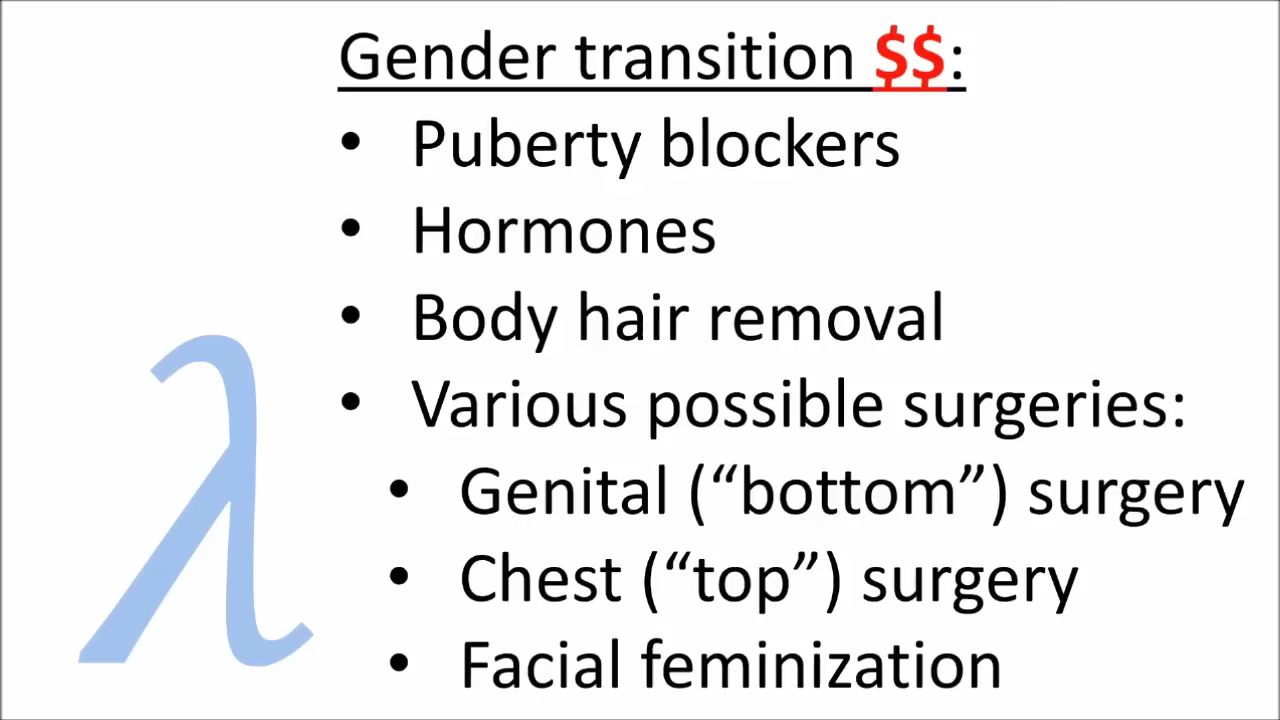 Gender transition $$:
• Puberty blockers
• Hormones
• Body hair removal
• Various possible surgeries:
• Genital (“bottom”) surgery
• Chest (“top”) surgery
• Facial feminization
λ